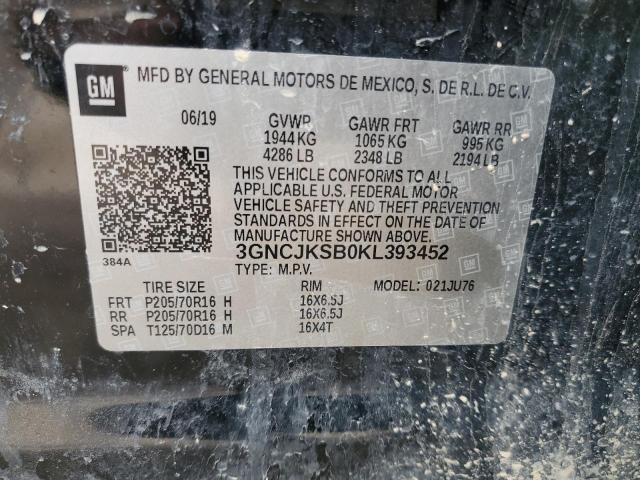 GM
MFD BY GENERAL MOTORS DE MEXICO, S. DE R.L. DE C.V.
06/19 GVWR GAWR FRT GAWR RR
1944 KG 1065 KG 995 KG
4286 LB 2348 LB 2194 LB
THIS VEHICLE CONFORMS TO ALL
APPLICABLE U.S. FEDERAL MOTOR
VEHICLE SAFETY AND THEFT PREVENTION
STANDARDS IN EFFECT ON THE DATE OF
MANUFACTURE SHOWN ABOVE.
384A
3GNCJKSB0KL393452
TYPE: M.P.V. MODEL: 021JU76
TIRE SIZE RIM
FRT P205/70R16 H 16X6.5J
RR P205/70R16 H 16X6.5J
SPA T125/70D16 M 16X4T